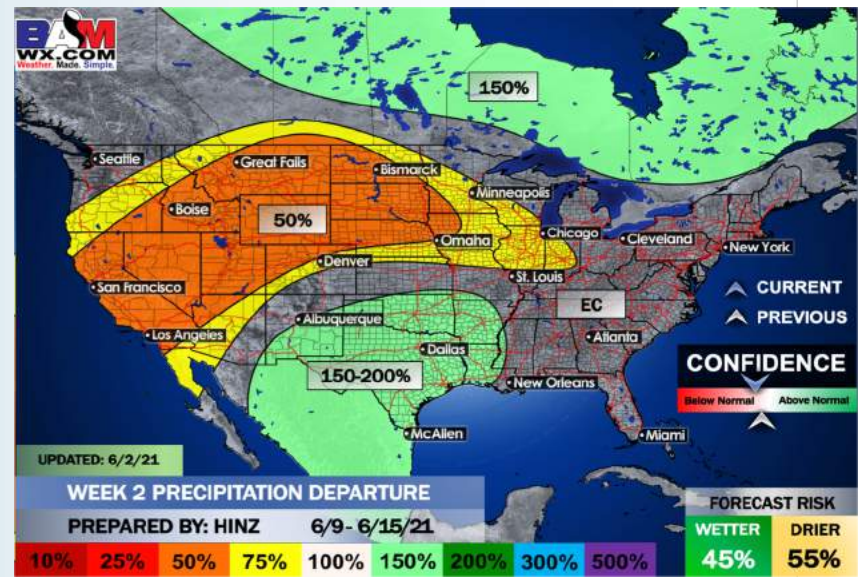 BAM
WX.COM
Weather. Made. Simple.
150%
Seattle
Great Falls
Bismarck
Minneapolis
Boise
50%
Omaha
Chicago
Cleveland
New York
Denver
San Francisco
St. Louis
EC
CURRENT
PREVIOUS
Los Angeles
Albuquerque
Atlanta
Dallas
150-200%
CONFIDENCE
New Orleans
Below Normal Above Normal
McAllen
Miami
UPDATED: 6/2/21
WEEK 2 PRECIPITATION DEPARTURE
PREPARED BY: HINZ 6/9 - 6/15/21
FORECAST RISK
WETTER DRIER
45% 55%
10% 25% 50% 75% 100% 150% 200% 300% 500%